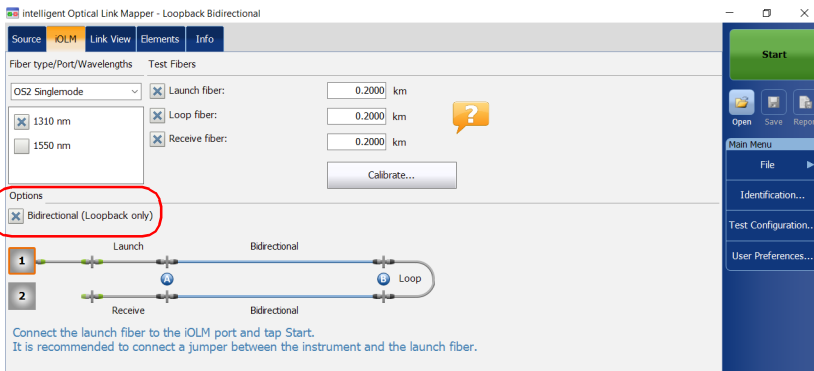 intelligent Optical Link Mapper - Loopback Bidirectional
Source iOLM Link View Elements Info
Fiber type/Port/Wavelengths Test Fibers
OS2 Singlemode
1310 nm
1550 nm
Launch fiber: 0.2000 km
Loop fiber: 0.2000 km
Receive fiber: 0.2000 km
?
Calibrate...
Options
Bidirectional (Loopback only)
Launch Bidirectional
1
A B Loop
2
Receive Bidirectional
Connect the launch fiber to the iOLM port and tap Start.
It is recommended to connect a jumper between the instrument and the launch fiber.
Start
Open Save Repor
Main Menu
File
Identification...
Test Configuration..
User Preferences...